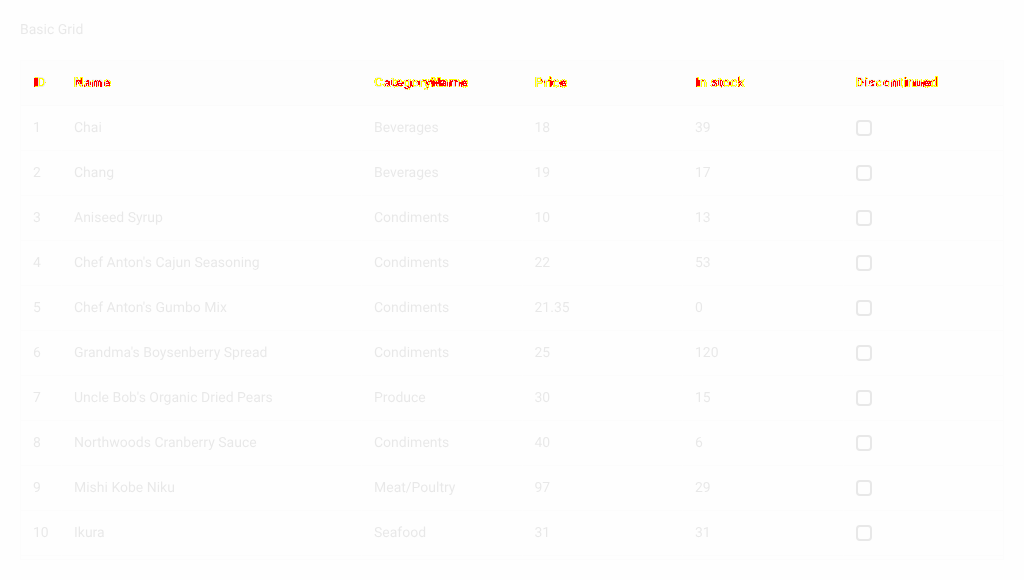 Basic Grid
ID Name CategoryName Price In stock Discontinued
1 Chai Beverages 18 39
2 Chang Beverages 19 17
3 Aniseed Syrup Condiments 10 13
4 Chef Anton's Cajun Seasoning Condiments 22 53
5 Chef Anton's Gumbo Mix Condiments 21.35 0
6 Grandma's Boysenberry Spread Condiments 25 120
7 Uncle Bob's Organic Dried Pears Produce 30 15
8 Northwoods Cranberry Sauce Condiments 40 6
9 Mishi Kobe Niku Meat/Poultry 97 29
10 Ikura Seafood 31 31